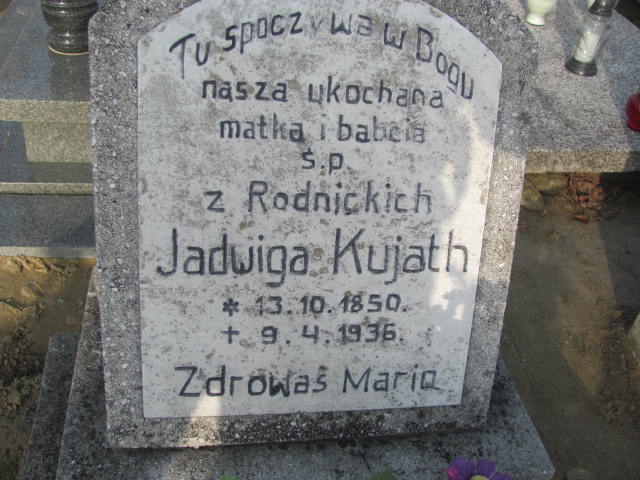 Tu spoczywa w Bogu
nasza ukochana
matka i babcia
ś.p
z Rodnickich
Jadwiga Kujath
* 13.10.1850.
+ 9.4.1936.
Zdrowaś Maria